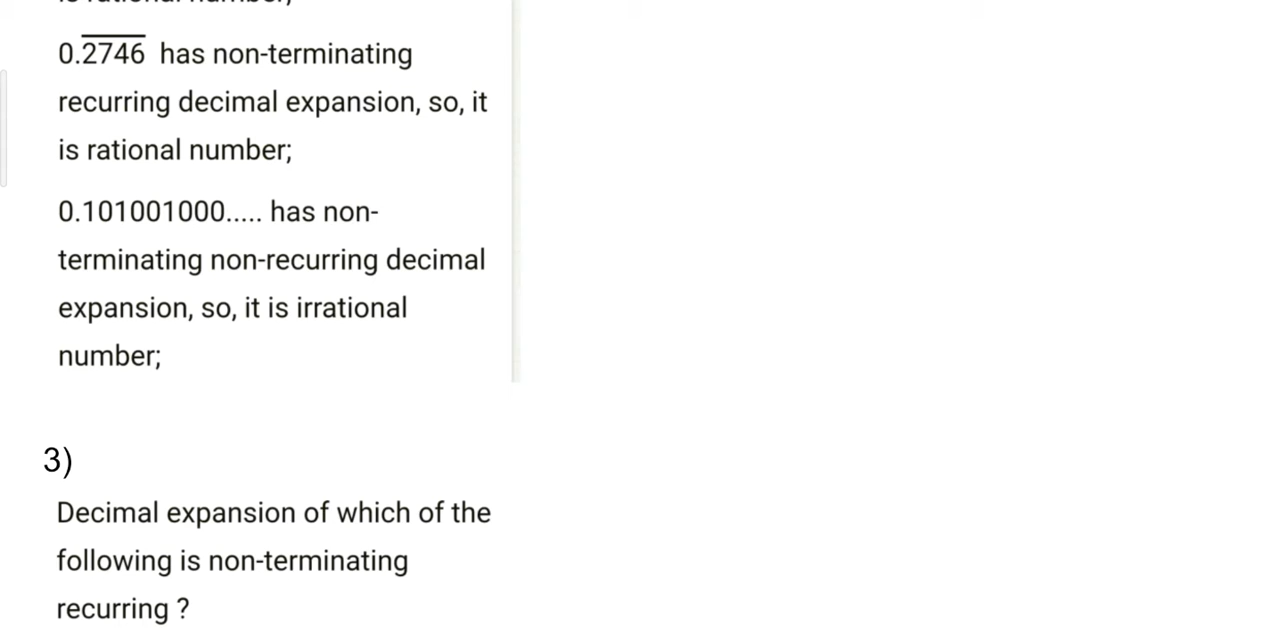 0.2746 has non-terminating
recurring decimal expansion, so, it
is rational number;
0.101001000..... has non-
terminating non-recurring decimal
expansion, so, it is irrational
number;
3)
Decimal expansion of which of the
following is non-terminating
recurring ?